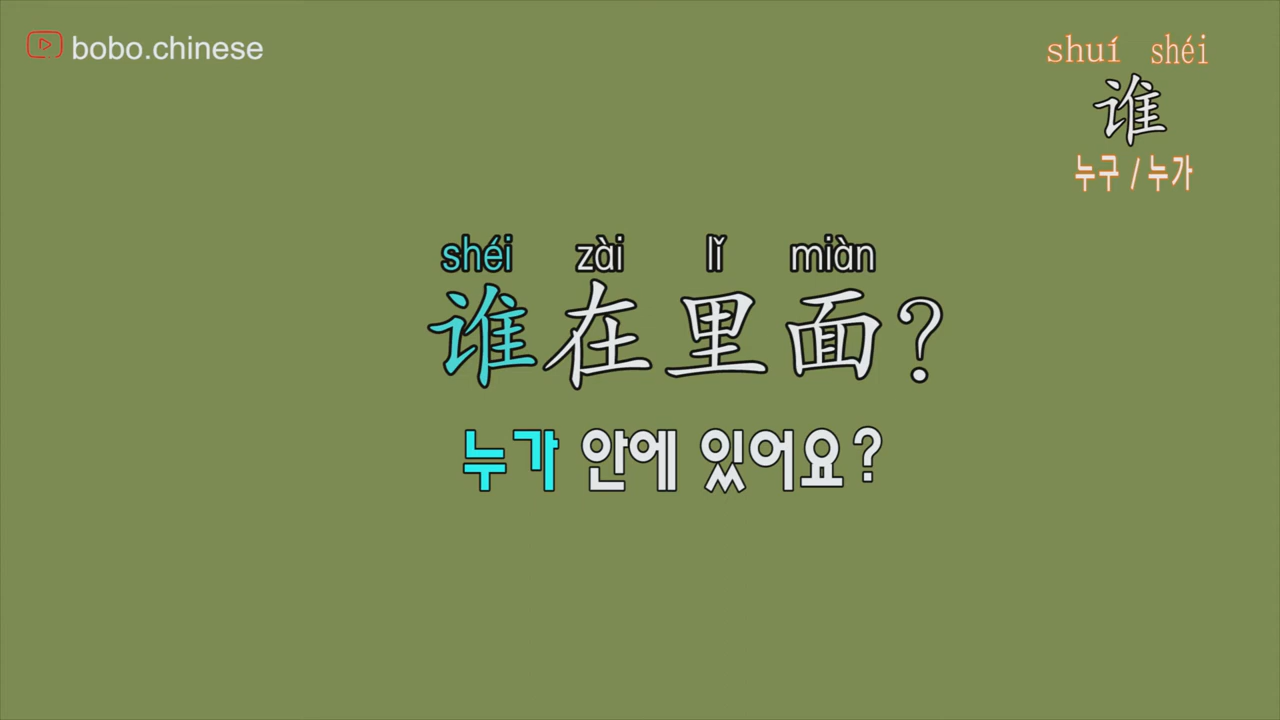 bobo.chinese
shuí shéi
谁
누구 / 누가
shéi zài lǐ miàn
谁在里面?
누가 안에 있어요?